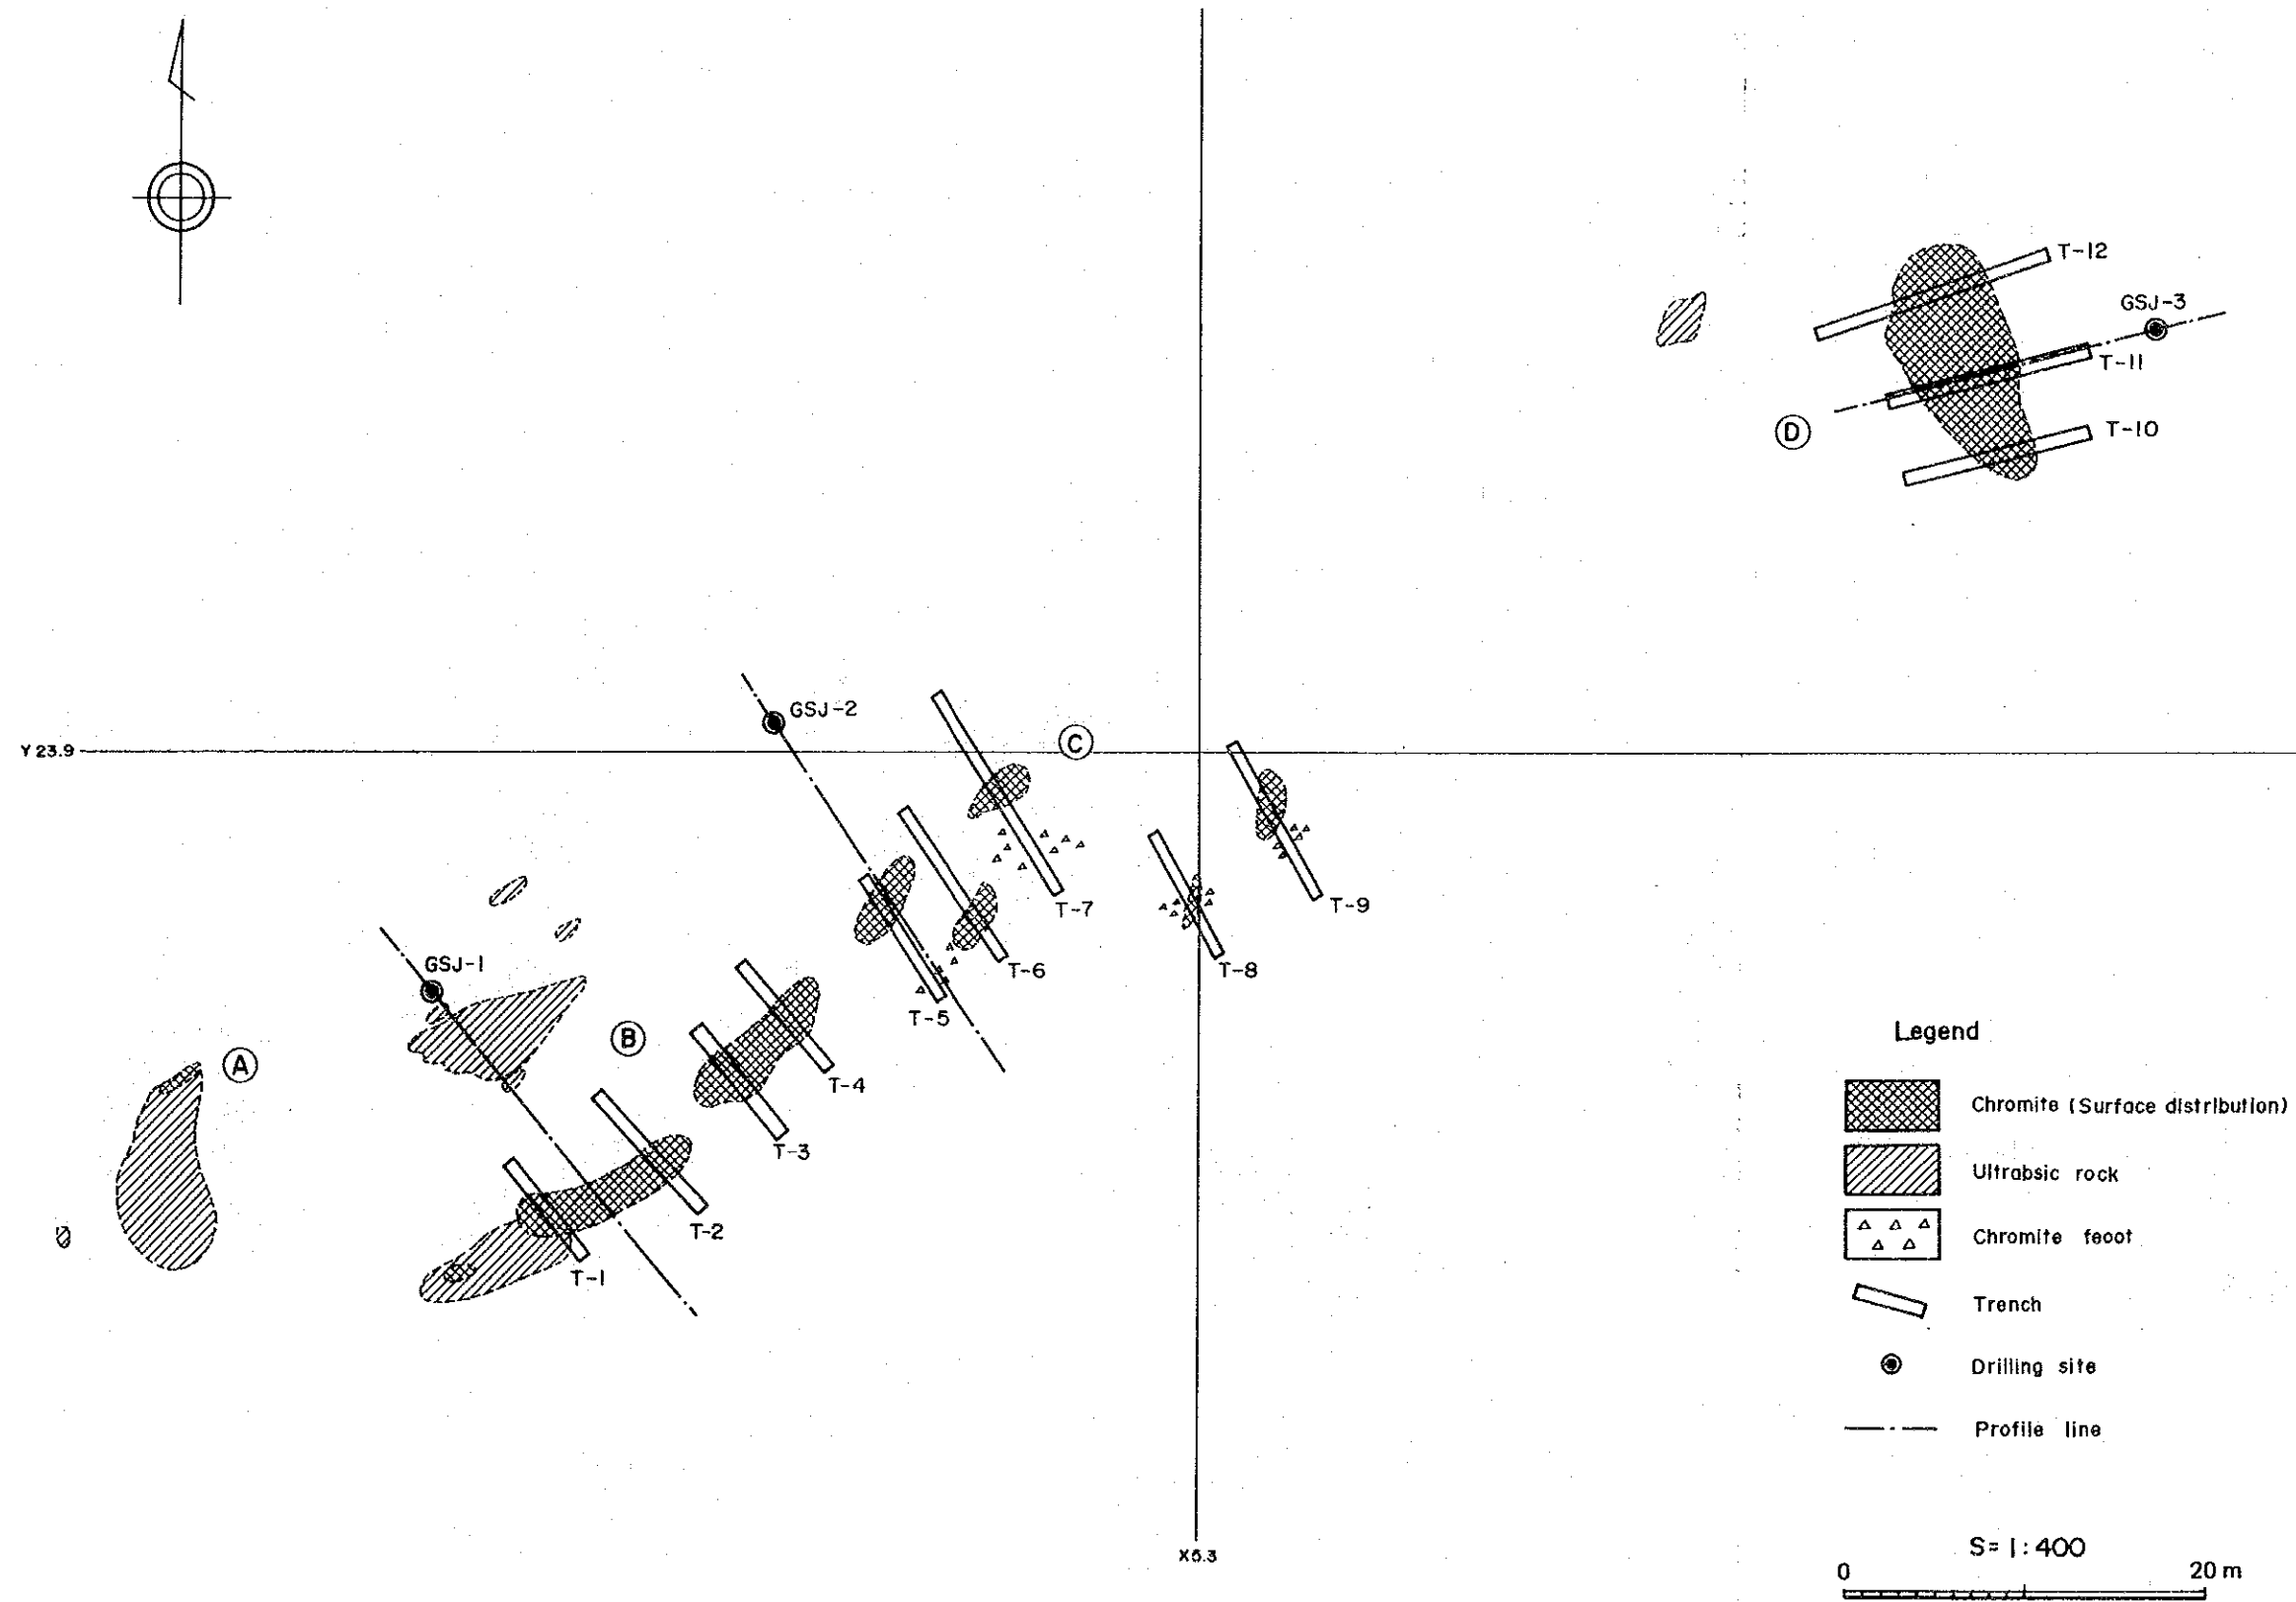 T-12
GSJ-3
T-11
D
T-10
GSJ-2
C
Y 23.9
T-7
T-9
T-6
T-8
GSJ-1
T-5
B
A
T-4
T-3
T-2
T-1
Legend
Chromite (Surface distribution)
Ultrabsic rock
Chromite feoot
Trench
Drilling site
Profile line
X6.3
S= 1 : 400
0 20 m